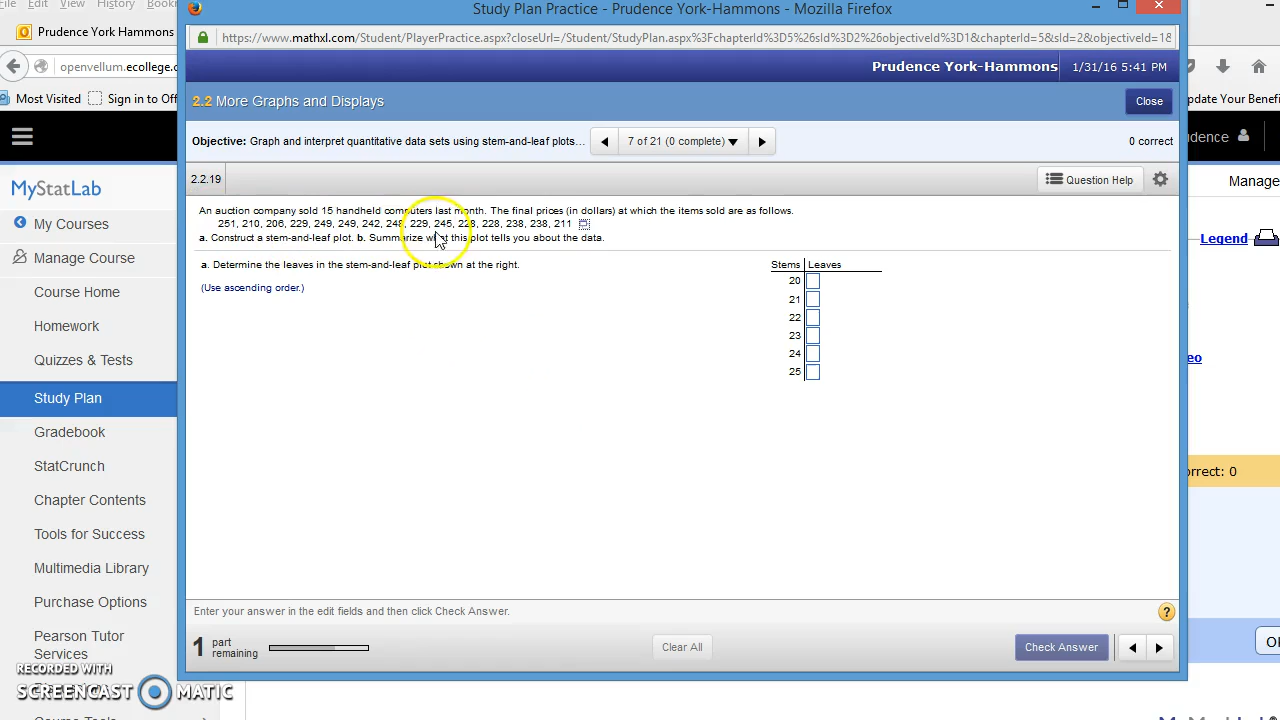 File Edit View History Bookm
Study Plan Practice - Prudence York-Hammons - Mozilla Firefox
Prudence York Hammons
https://www.mathxl.com/Student/PlayerPractice.aspx?closeUrl=/Student/StudyPlan.aspx%3FchapterId%3D5%26sId%3D2%26objectiveId%3D1&chapterId=5&sId=2&objectiveId=18
openvellum.ecollege.c
Prudence York-Hammons 1/31/16 5:41 PM
Most Visited Sign in to Off
pdate Your Benefi
2.2 More Graphs and Displays
Close
Objective: Graph and interpret quantitative data sets using stem-and-leaf plots...
7 of 21 (0 complete)
0 correct
udence
2.2.19
Question Help
Manage
MyStatLab
My Courses
Manage Course
Course Home
Homework
Quizzes & Tests
Study Plan
Gradebook
StatCrunch
Chapter Contents
Tools for Success
Multimedia Library
Purchase Options
Pearson Tutor
Services
An auction company sold 15 handheld computers last month. The final prices (in dollars) at which the items sold are as follows.
251, 210, 206, 229, 249, 249, 242, 248, 229, 245, 228, 228, 238, 238, 211
a. Construct a stem-and-leaf plot. b. Summarize what this plot tells you about the data.
a. Determine the leaves in the stem-and-leaf plot shown at the right.
(Use ascending order.)
Stems Leaves
20
21
22
23
24
25
Legend
eo
orrect: 0
Enter your answer in the edit fields and then click Check Answer.
?
1 part
remaining
Clear All
Check Answer
RECORDED WITH
SCREENCAST MATIC